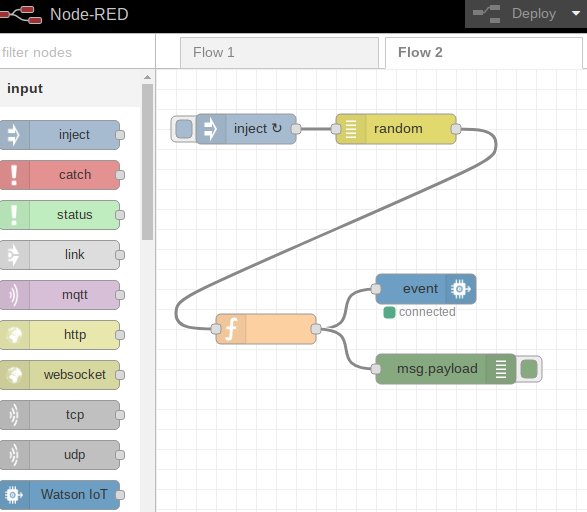 Node-RED
Deploy
filter nodes
Flow 1
Flow 2
input
inject
catch
status
link
mqtt
http
websocket
tcp
udp
Watson IoT
inject ↻
random
event
connected
msg.payload